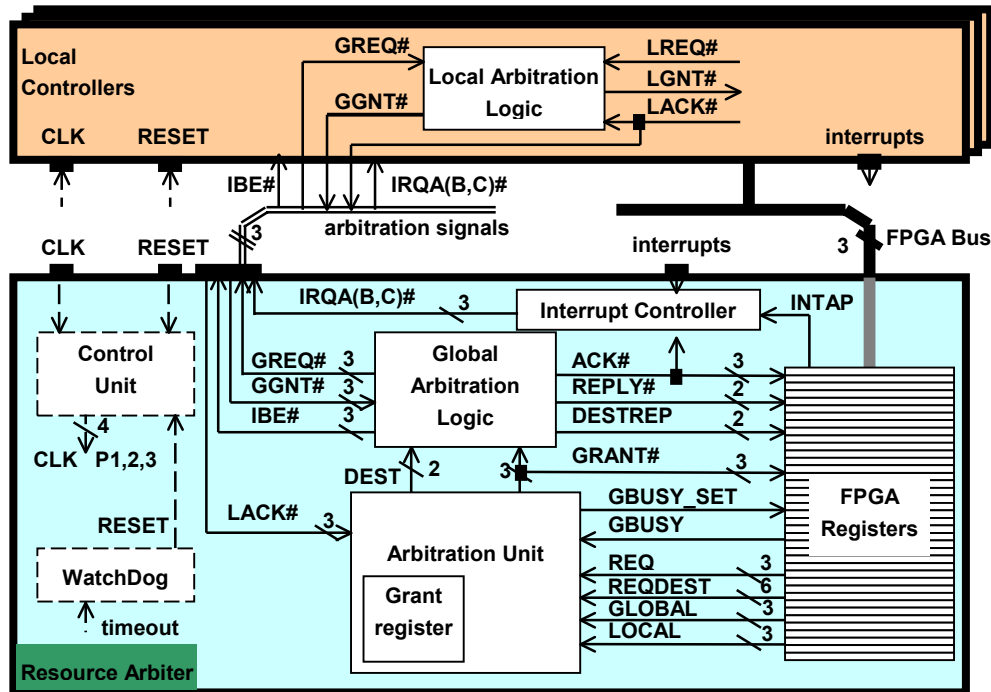 Local Controllers
GREQ#
LREQ#
Local Arbitration Logic
LGNT#
GGNT#
LACK#
CLK
RESET
interrupts
IBE#
IRQA(B,C)#
3
arbitration signals
CLK
RESET
interrupts
3
FPGA Bus
IRQA(B,C)#
3
Interrupt Controller
INTAP
Control Unit
GREQ#
3
Global Arbitration Logic
ACK#
3
GGNT#
3
REPLY#
2
IBE#
3
DESTREP
2
4
CLK P1,2,3
DEST
2
3
GRANT#
3
GBUSY_SET
FPGA Registers
LACK#
3
RESET
Arbitration Unit
GBUSY
REQ
3
WatchDog
Grant register
REQDEST
6
GLOBAL
3
timeout
LOCAL
3
Resource Arbiter